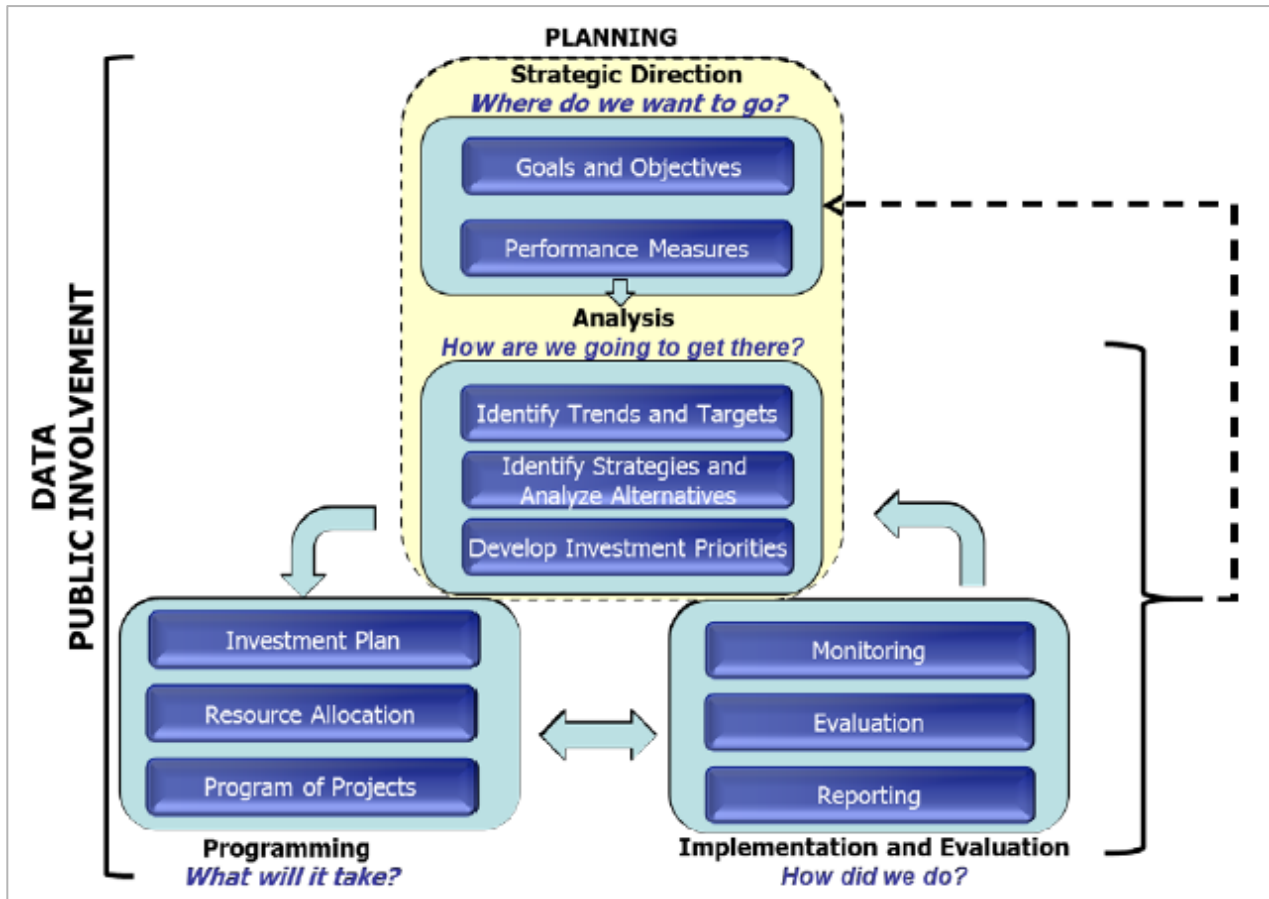 PLANNING
Strategic Direction
Where do we want to go?
Goals and Objectives
Performance Measures
Analysis
How are we going to get there?
Identify Trends and Targets
Identify Strategies and
Analyze Alternatives
Develop Investment Priorities
DATA
PUBLIC INVOLVEMENT
Investment Plan
Resource Allocation
Program of Projects
Programming
What will it take?
Monitoring
Evaluation
Reporting
Implementation and Evaluation
How did we do?